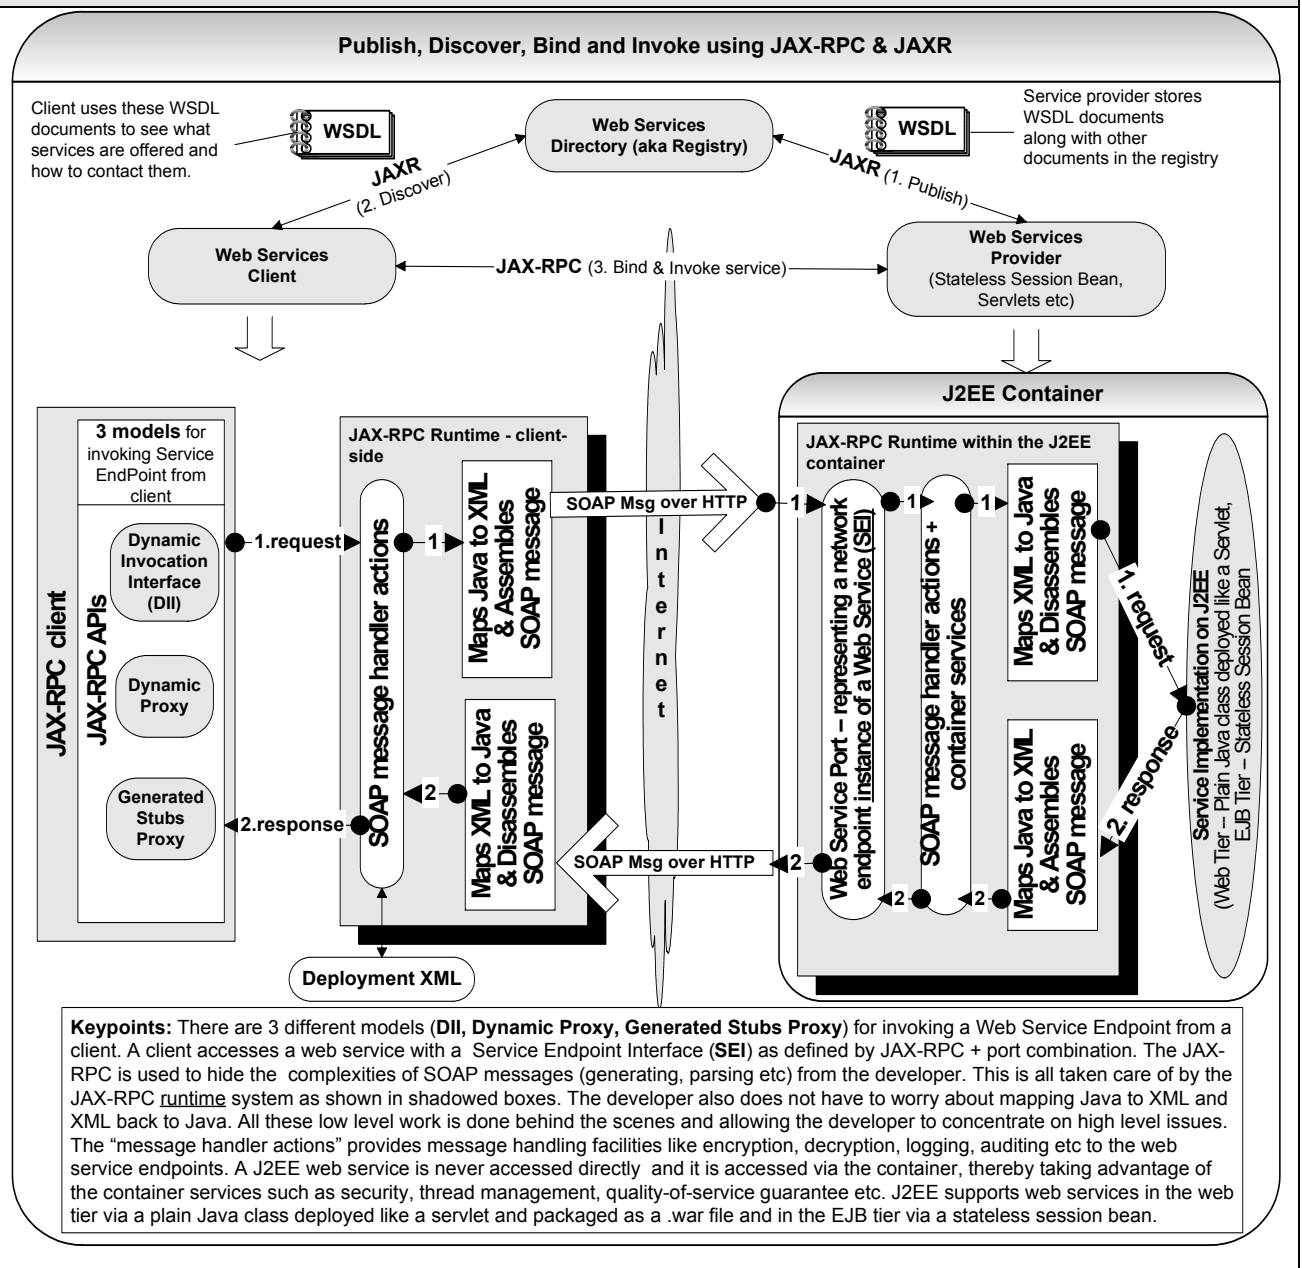 Publish, Discover, Bind and Invoke using JAX-RPC & JAXR
Client uses these WSDL
documents to see what
services are offered and
how to contact them.
WSDL
Web Services
Directory (aka Registry)
WSDL
Service provider stores
WSDL documents
along with other
documents in the registry
JAXR
(2. Discover)
JAXR (1. Publish)
Web Services
Client
JAX-RPC (3. Bind & Invoke service)
Web Services
Provider
(Stateless Session Bean,
Servlets etc)
J2EE Container
JAX-RPC client
JAX-RPC APIs
3 models for
invoking Service
EndPoint from
client
Dynamic
Invocation
Interface
(DII)
Dynamic
Proxy
Generated
Stubs
Proxy
1.request
2.response
JAX-RPC Runtime - client-
side
SOAP message handler actions
1
Maps Java to XML
& Assembles
SOAP message
2
Maps XML to Java
& Disassembles
SOAP message
Deployment XML
SOAP Msg over HTTP
Internet
SOAP Msg over HTTP
JAX-RPC Runtime within the J2EE
container
1
Web Service Port – representing a network
endpoint instance of a Web Service (SEI)
1
SOAP message handler actions +
container services
1
Maps XML to Java
& Disassembles
SOAP message
2
2
2
Maps Java to XML
& Assembles
SOAP message
1. request
2. response
Service Implementation on J2EE
(Web Tier – Plain Java class deployed like a Servlet,
EJB Tier – Stateless Session Bean
Keypoints: There are 3 different models (DII, Dynamic Proxy, Generated Stubs Proxy) for invoking a Web Service Endpoint from a
client. A client accesses a web service with a Service Endpoint Interface (SEI) as defined by JAX-RPC + port combination. The JAX-
RPC is used to hide the complexities of SOAP messages (generating, parsing etc) from the developer. This is all taken care of by the
JAX-RPC runtime system as shown in shadowed boxes. The developer also does not have to worry about mapping Java to XML and
XML back to Java. All these low level work is done behind the scenes and allowing the developer to concentrate on high level issues.
The “message handler actions” provides message handling facilities like encryption, decryption, logging, auditing etc to the web
service endpoints. A J2EE web service is never accessed directly and it is accessed via the container, thereby taking advantage of
the container services such as security, thread management, quality-of-service guarantee etc. J2EE supports web services in the web
tier via a plain Java class deployed like a servlet and packaged as a .war file and in the EJB tier via a stateless session bean.